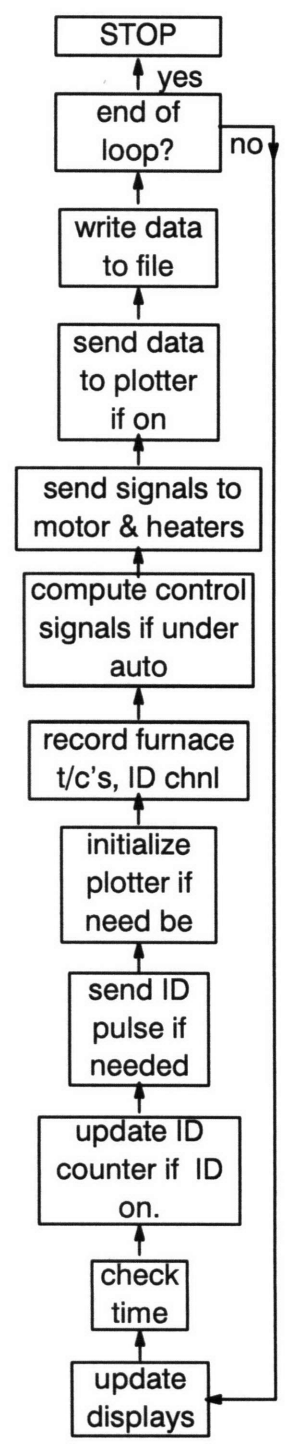 STOP
yes
end of
loop?
no
write data
to file
send data
to plotter
if on
send signals to
motor & heaters
compute control
signals if under
auto
record furnace
t/c's, ID chnl
initialize
plotter if
need be
send ID
pulse if
needed
update ID
counter if ID
on.
check
time
update
displays